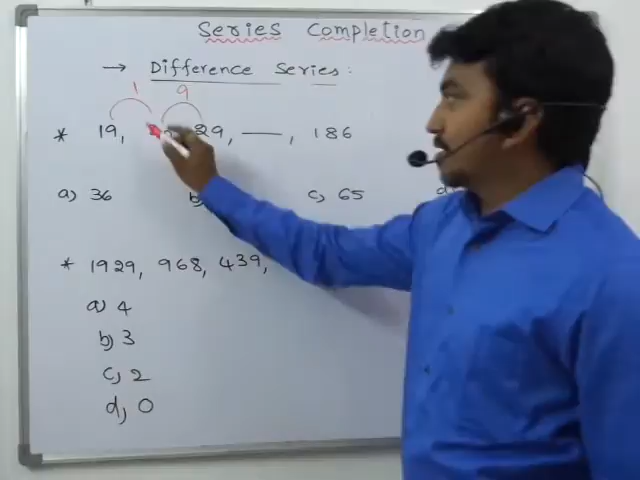 Series Completion
→ Difference Series:
1 9
* 19, 29, —, 186
a) 36 b) c) 65 d
* 1929, 968, 439,
a) 4
b) 3
c) 2
d) 0